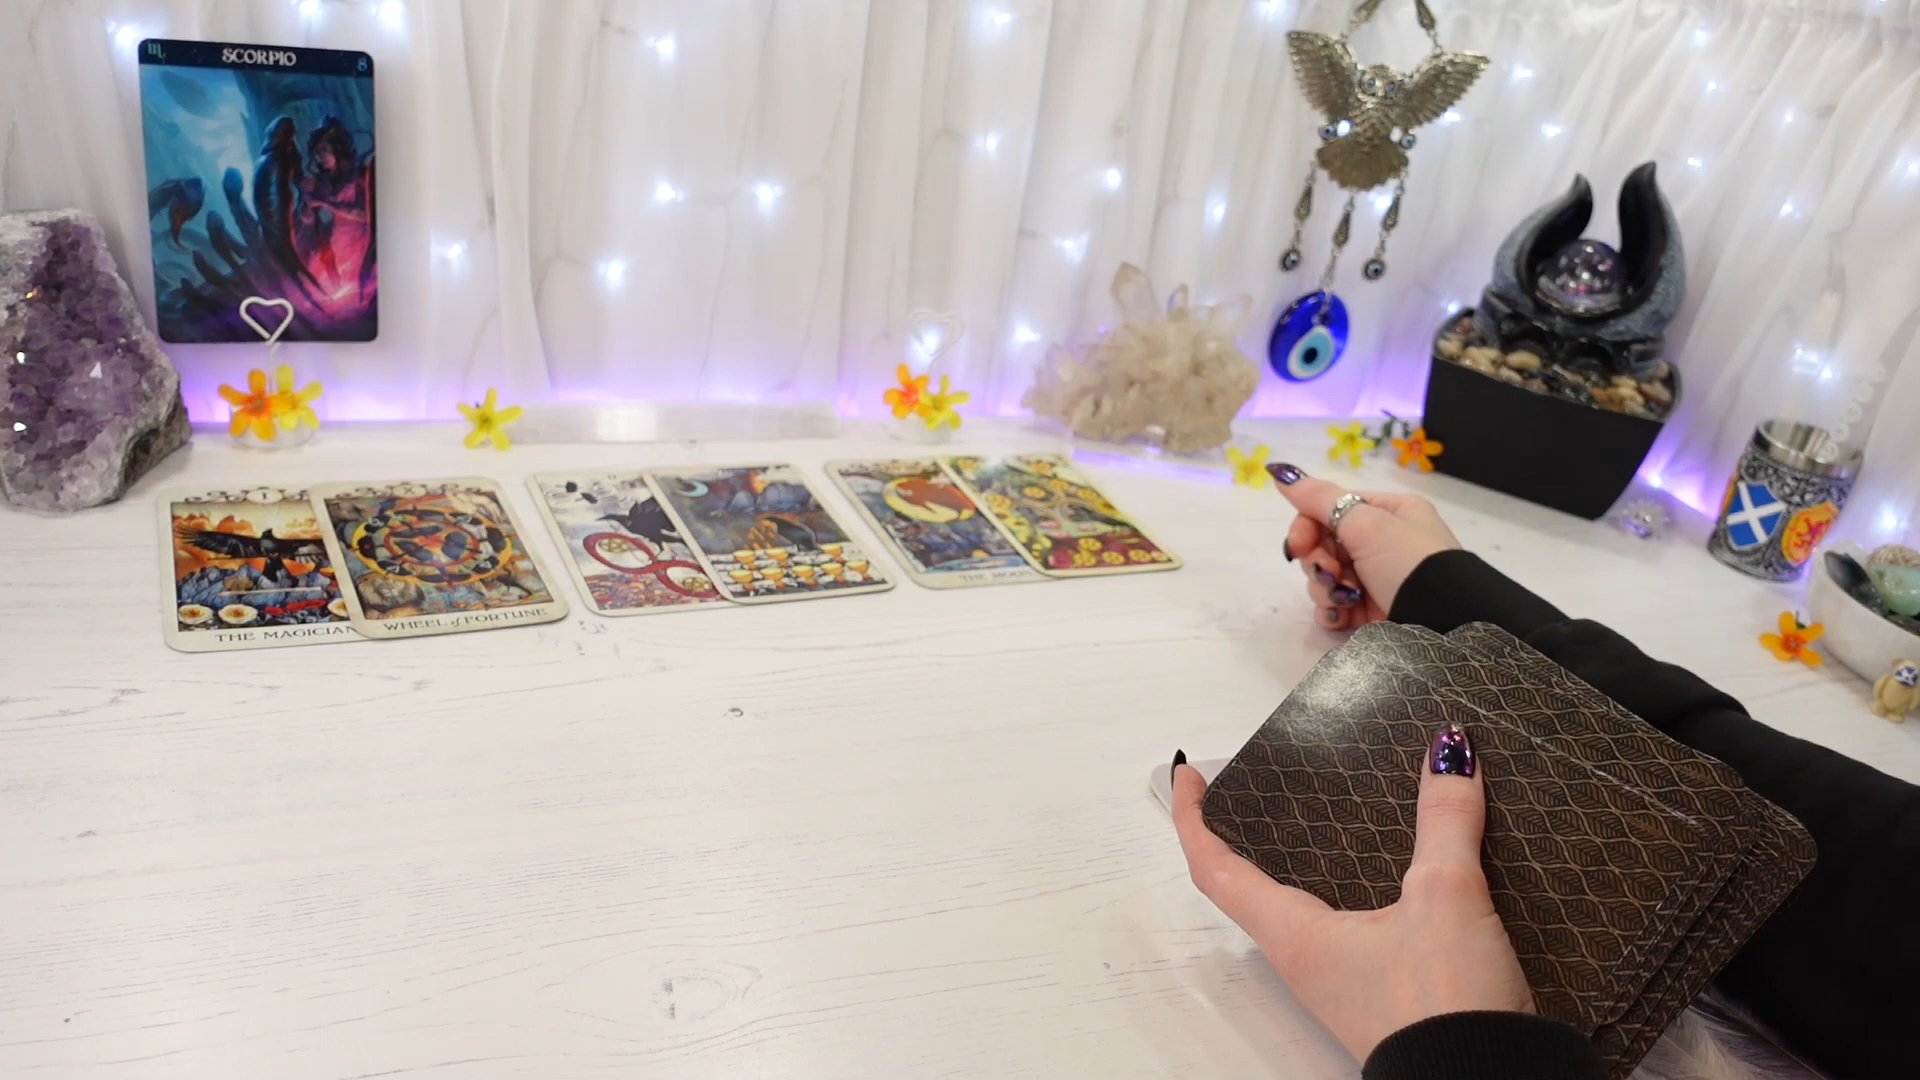 SCORPIO
8
I
THE MAGICIAN
WHEEL of FORTUNE
THE MOON